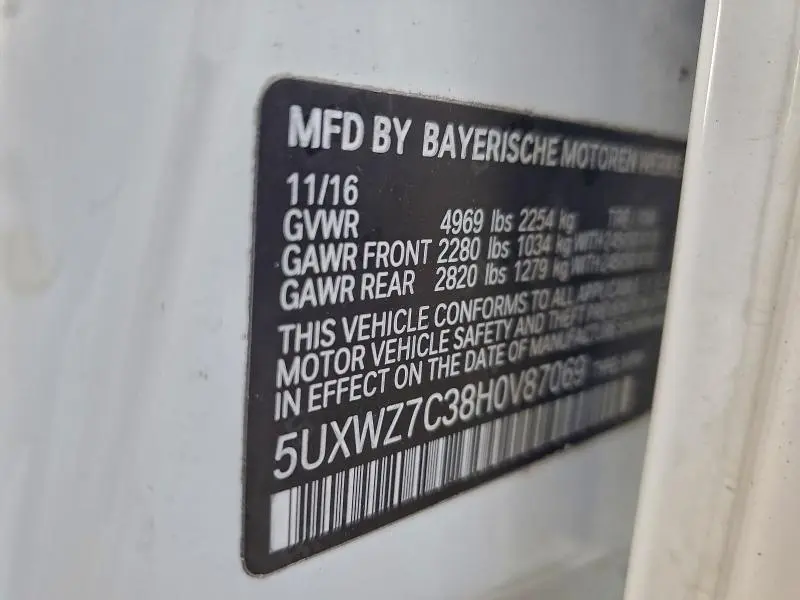 MFD BY BAYERISCHE MOTOREN
11/16
GVWR 4969 lbs 2254 kg
GAWR FRONT 2280 lbs 1034 kg WITH
GAWR REAR 2820 lbs 1279 kg WITH
THIS VEHICLE CONFORMS TO ALL
MOTOR VEHICLE SAFETY AND THEFT
IN EFFECT ON THE DATE OF
5UXWZ7C38H0V87069